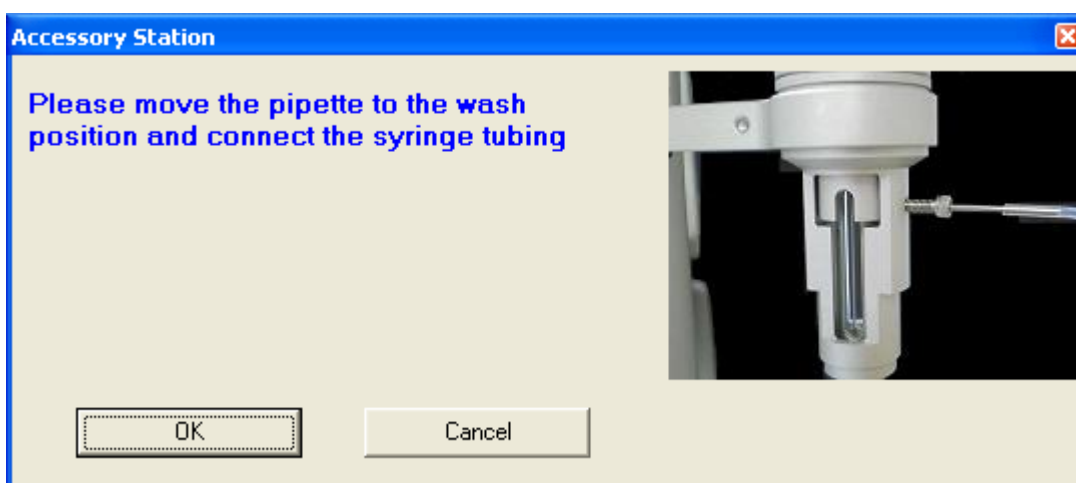 Accessory Station
Please move the pipette to the wash
position and connect the syringe tubing
OK
Cancel